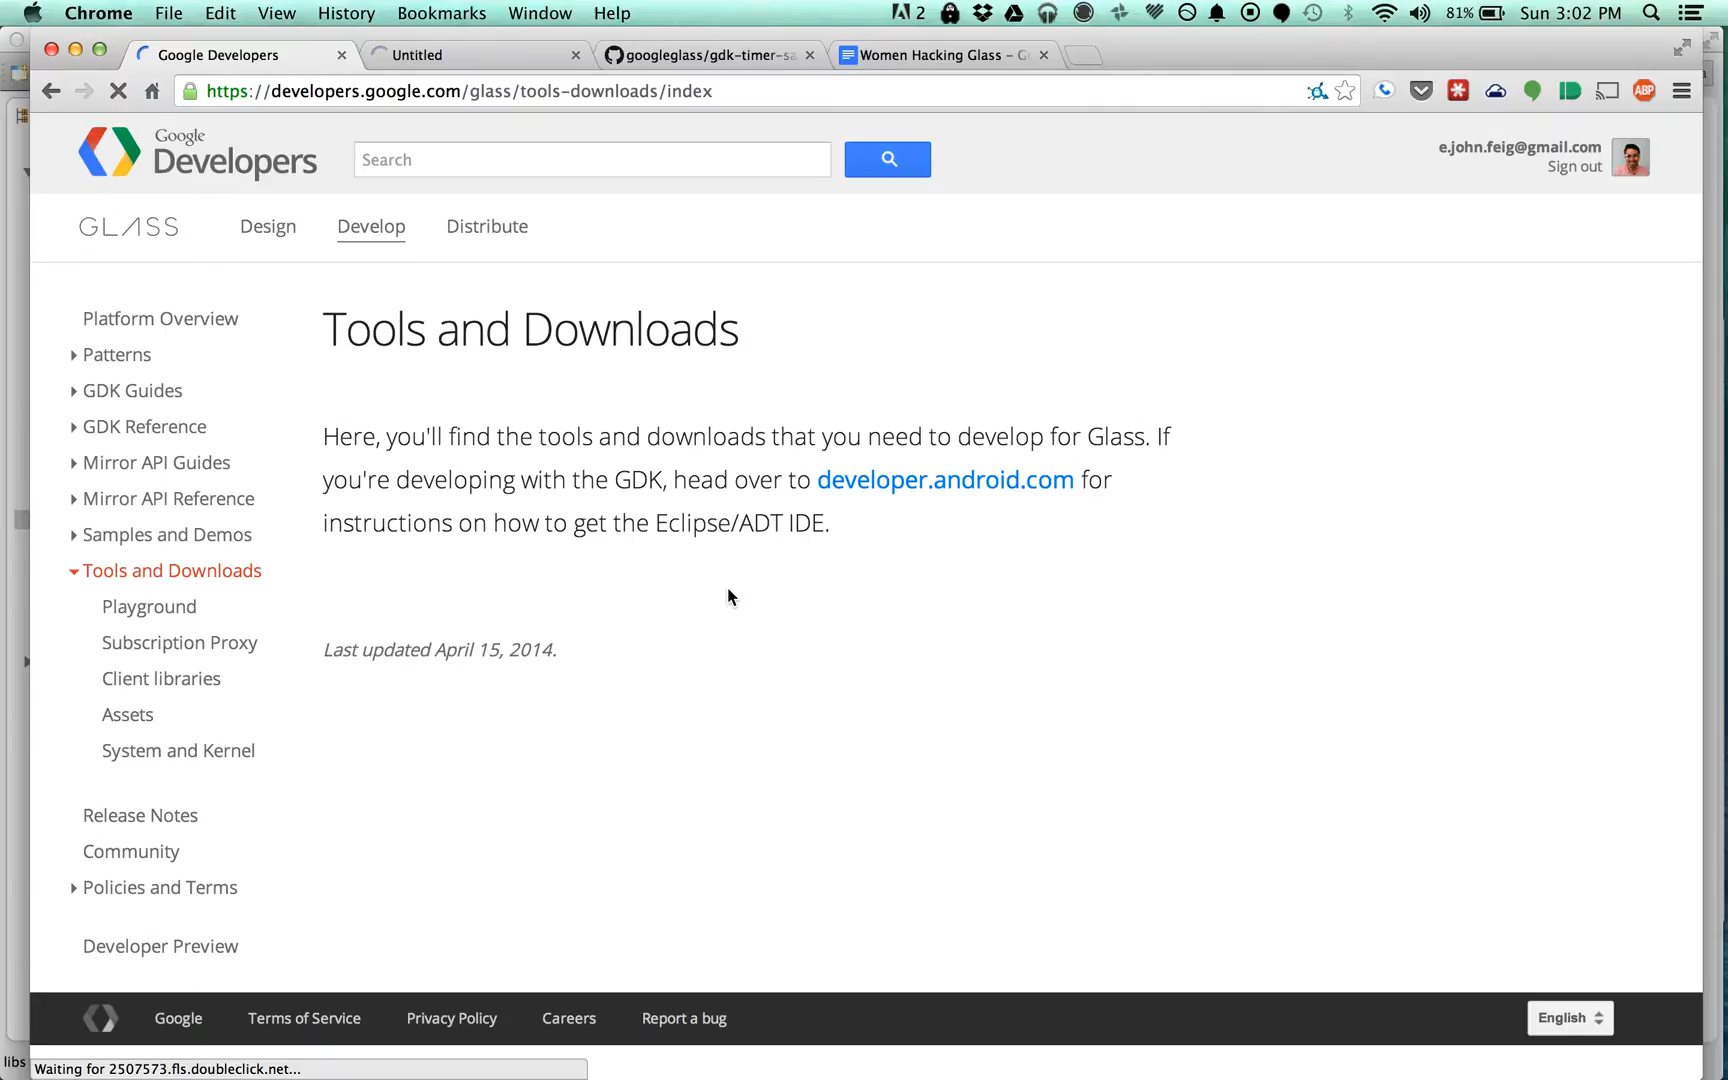 Chrome File Edit View History Bookmarks Window Help 2 81% Sun 3:02 PM
Google Developers Untitled googleglass/gdk-timer-sa Women Hacking Glass – G
https://developers.google.com/glass/tools-downloads/index ABP
Google
Developers
Search
e.john.feig@gmail.com
Sign out
GLASS Design Develop Distribute
Platform Overview
Patterns
GDK Guides
GDK Reference
Mirror API Guides
Mirror API Reference
Samples and Demos
Tools and Downloads
Playground
Subscription Proxy
Client libraries
Assets
System and Kernel
Release Notes
Community
Policies and Terms
Developer Preview
Tools and Downloads
Here, you'll find the tools and downloads that you need to develop for Glass. If
you're developing with the GDK, head over to developer.android.com for
instructions on how to get the Eclipse/ADT IDE.
Last updated April 15, 2014.
Google Terms of Service Privacy Policy Careers Report a bug English
libs Waiting for 2507573.fls.doubleclick.net...